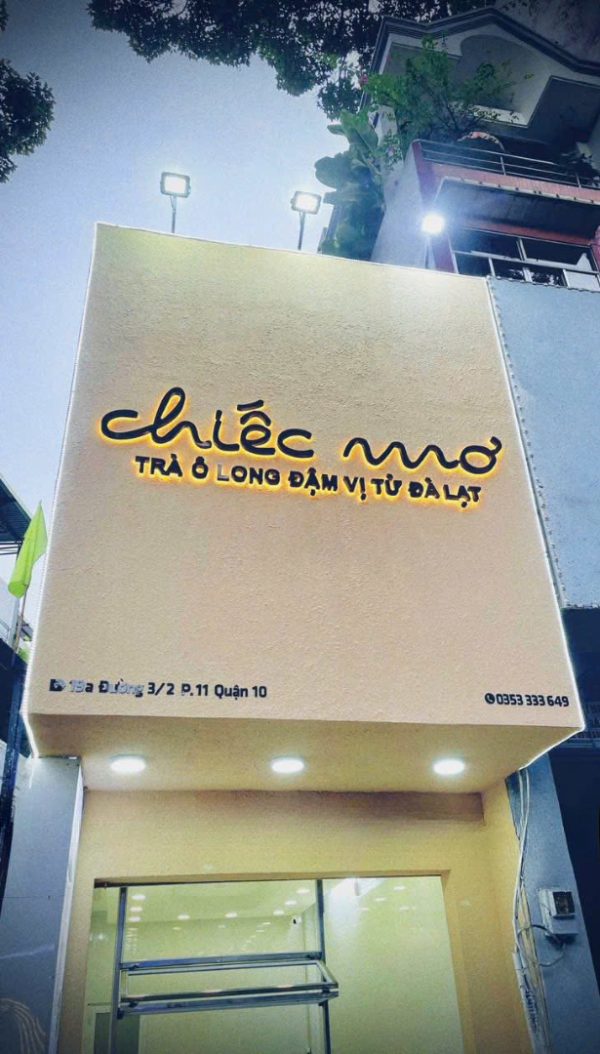 chiếc mơ
TRÀ Ô LONG ĐẬM VỊ TỪ ĐÀ LẠT
19a Đường 3/2 P.11 Quận 10
0353 333 649